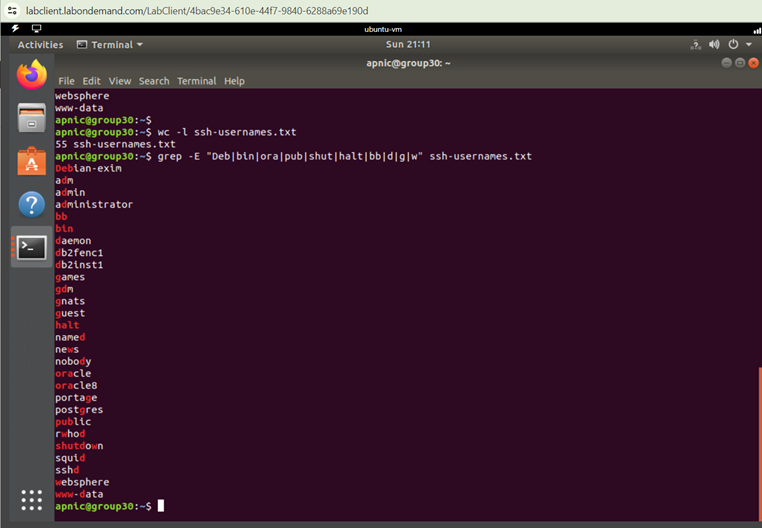 labclient.labondemand.com/LabClient/4bac9e34-610e-44f7-9840-6288a69e190d
ubuntu-vm
Activities Terminal Sun 21:11
apnic@group30: ~
File Edit View Search Terminal Help
websphere
www-data
apnic@group30:~$
apnic@group30:~$ wc -l ssh-usernames.txt
55 ssh-usernames.txt
apnic@group30:~$ grep -E "Deb|bin|ora|pub|shut|halt|bb|d|g|w" ssh-usernames.txt
Debian-exim
adm
admin
administrator
bb
bin
daemon
db2fenc1
db2inst1
games
gdm
gnats
guest
halt
named
news
nobody
oracle
oracle8
portage
postgres
public
rwhod
shutdown
squid
sshd
websphere
www-data
apnic@group30:~$